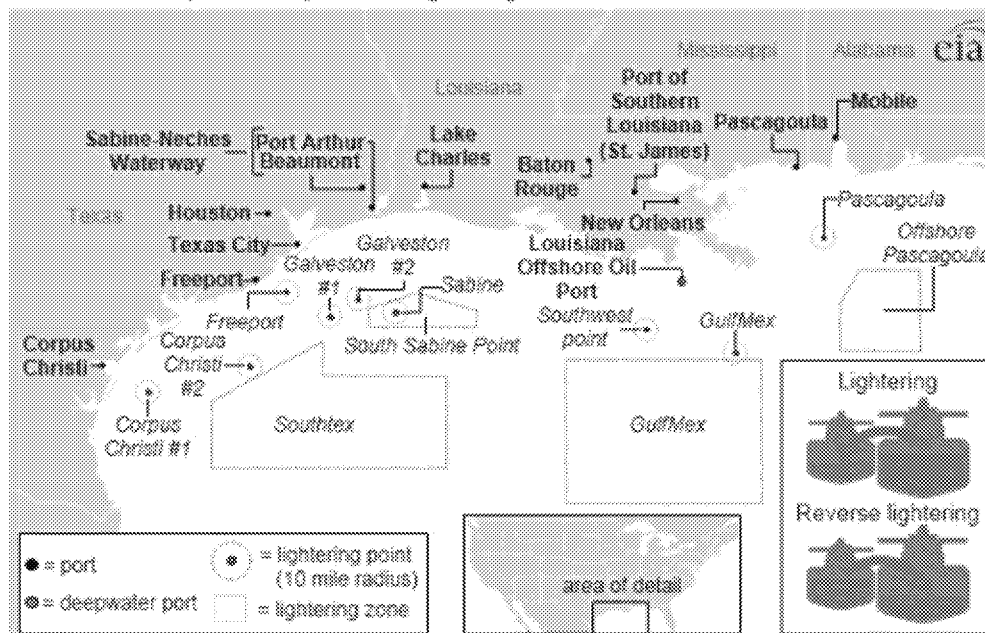 Mississippi
Alabama
eia
Louisiana
Port of
Southern
Louisiana
(St. James)
Pascagoula
Mobile
Sabine-Neches
Waterway
Port Arthur
Beaumont
Lake
Charles
Baton
Rouge
New Orleans
Pascagoula
Texas
Houston
Texas City
Galveston
#2
Galveston
#1
Sabine
Louisiana
Offshore Oil
Port
Offshore
Pascagoula
Freeport
Freeport
South Sabine Point
Southwest
point
GulfMex
Corpus
Christi
Corpus
Christi
#2
Corpus
Christi #1
Southtex
GulfMex
Lightering
Reverse lightering
= port
= deepwater port
= lightering point
(10 mile radius)
= lightering zone
area of detail